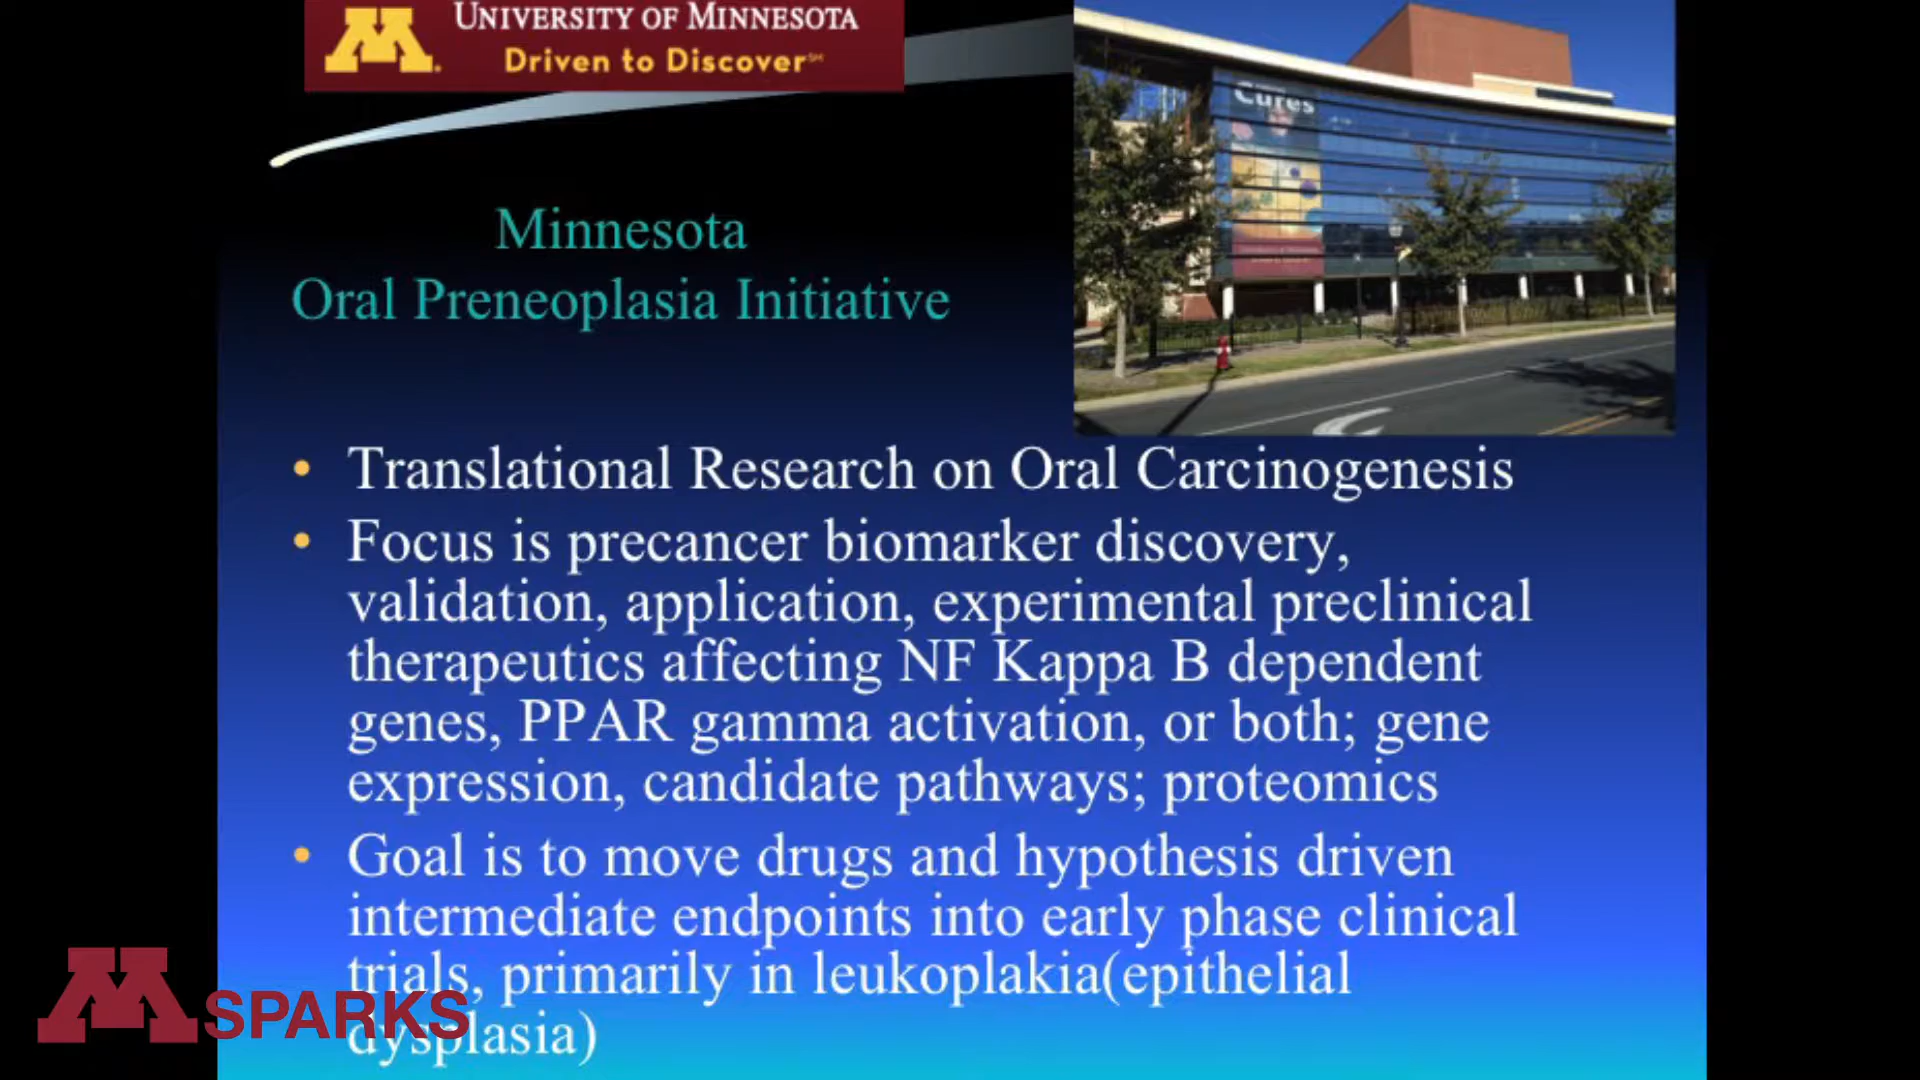 UNIVERSITY OF MINNESOTA
Driven to Discover℠
Cures
Minnesota
Oral Preneoplasia Initiative
• Translational Research on Oral Carcinogenesis
• Focus is precancer biomarker discovery,
validation, application, experimental preclinical
therapeutics affecting NF Kappa B dependent
genes, PPAR gamma activation, or both; gene
expression, candidate pathways; proteomics
• Goal is to move drugs and hypothesis driven
intermediate endpoints into early phase clinical
trials, primarily in leukoplakia(epithelial
dysplasia)
M SPARKS